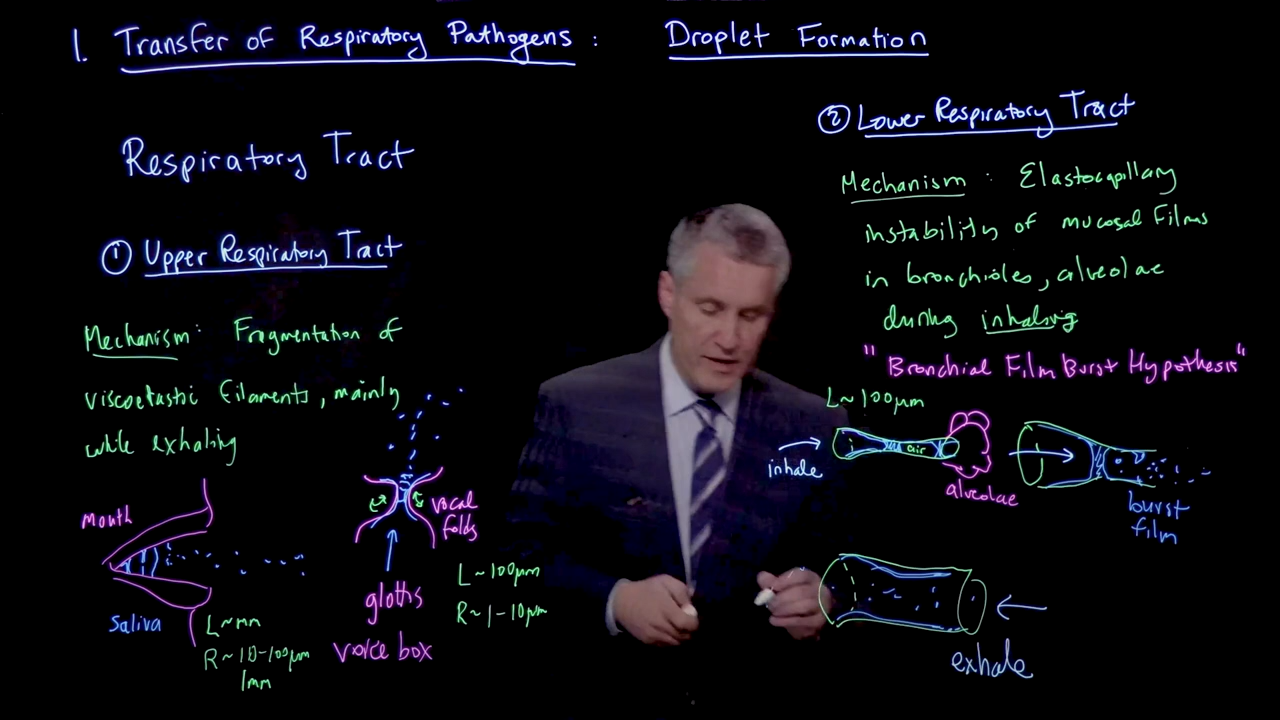 1. Transfer of Respiratory Pathogens : Droplet Formation
Respiratory Tract
① Upper Respiratory Tract
Mechanism: Fragmentation of
viscoelastic filaments, mainly
while exhaling
Mouth
Saliva
L~mm
R~10-100μm
1mm
vocal
folds
glottis
voice box
L~100μm
R~1-10μm
② Lower Respiratory Tract
Mechanism : Elastocapillary
instability of mucosal films
in bronchioles, alveolae
during inhaling
"Bronchial Film Burst Hypothesis"
L~100μm
inhale
air
alveolae
burst
film
exhale